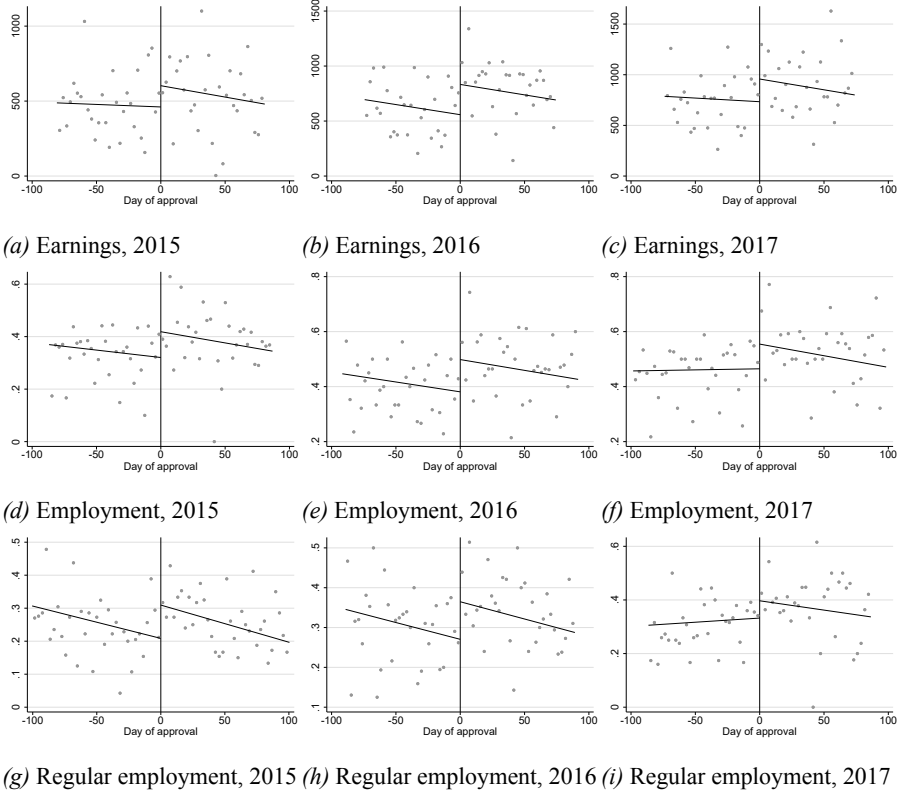 0 500 1000
-100 -50 0 50 100
Day of approval
(a) Earnings, 2015
0 500 1000 1500
-100 -50 0 50 100
Day of approval
(b) Earnings, 2016
0 500 1000 1500
-100 -50 0 50 100
Day of approval
(c) Earnings, 2017
0 .2 .4 .6
-100 -50 0 50 100
Day of approval
(d) Employment, 2015
.2 .4 .6 .8
-100 -50 0 50 100
Day of approval
(e) Employment, 2016
.2 .4 .6 .8
-100 -50 0 50 100
Day of approval
(f) Employment, 2017
0 .1 .2 .3 .4 .5
-100 -50 0 50 100
Day of approval
(g) Regular employment, 2015
.1 .2 .3 .4 .5
-100 -50 0 50 100
Day of approval
(h) Regular employment, 2016
0 .2 .4 .6
-100 -50 0 50 100
Day of approval
(i) Regular employment, 2017